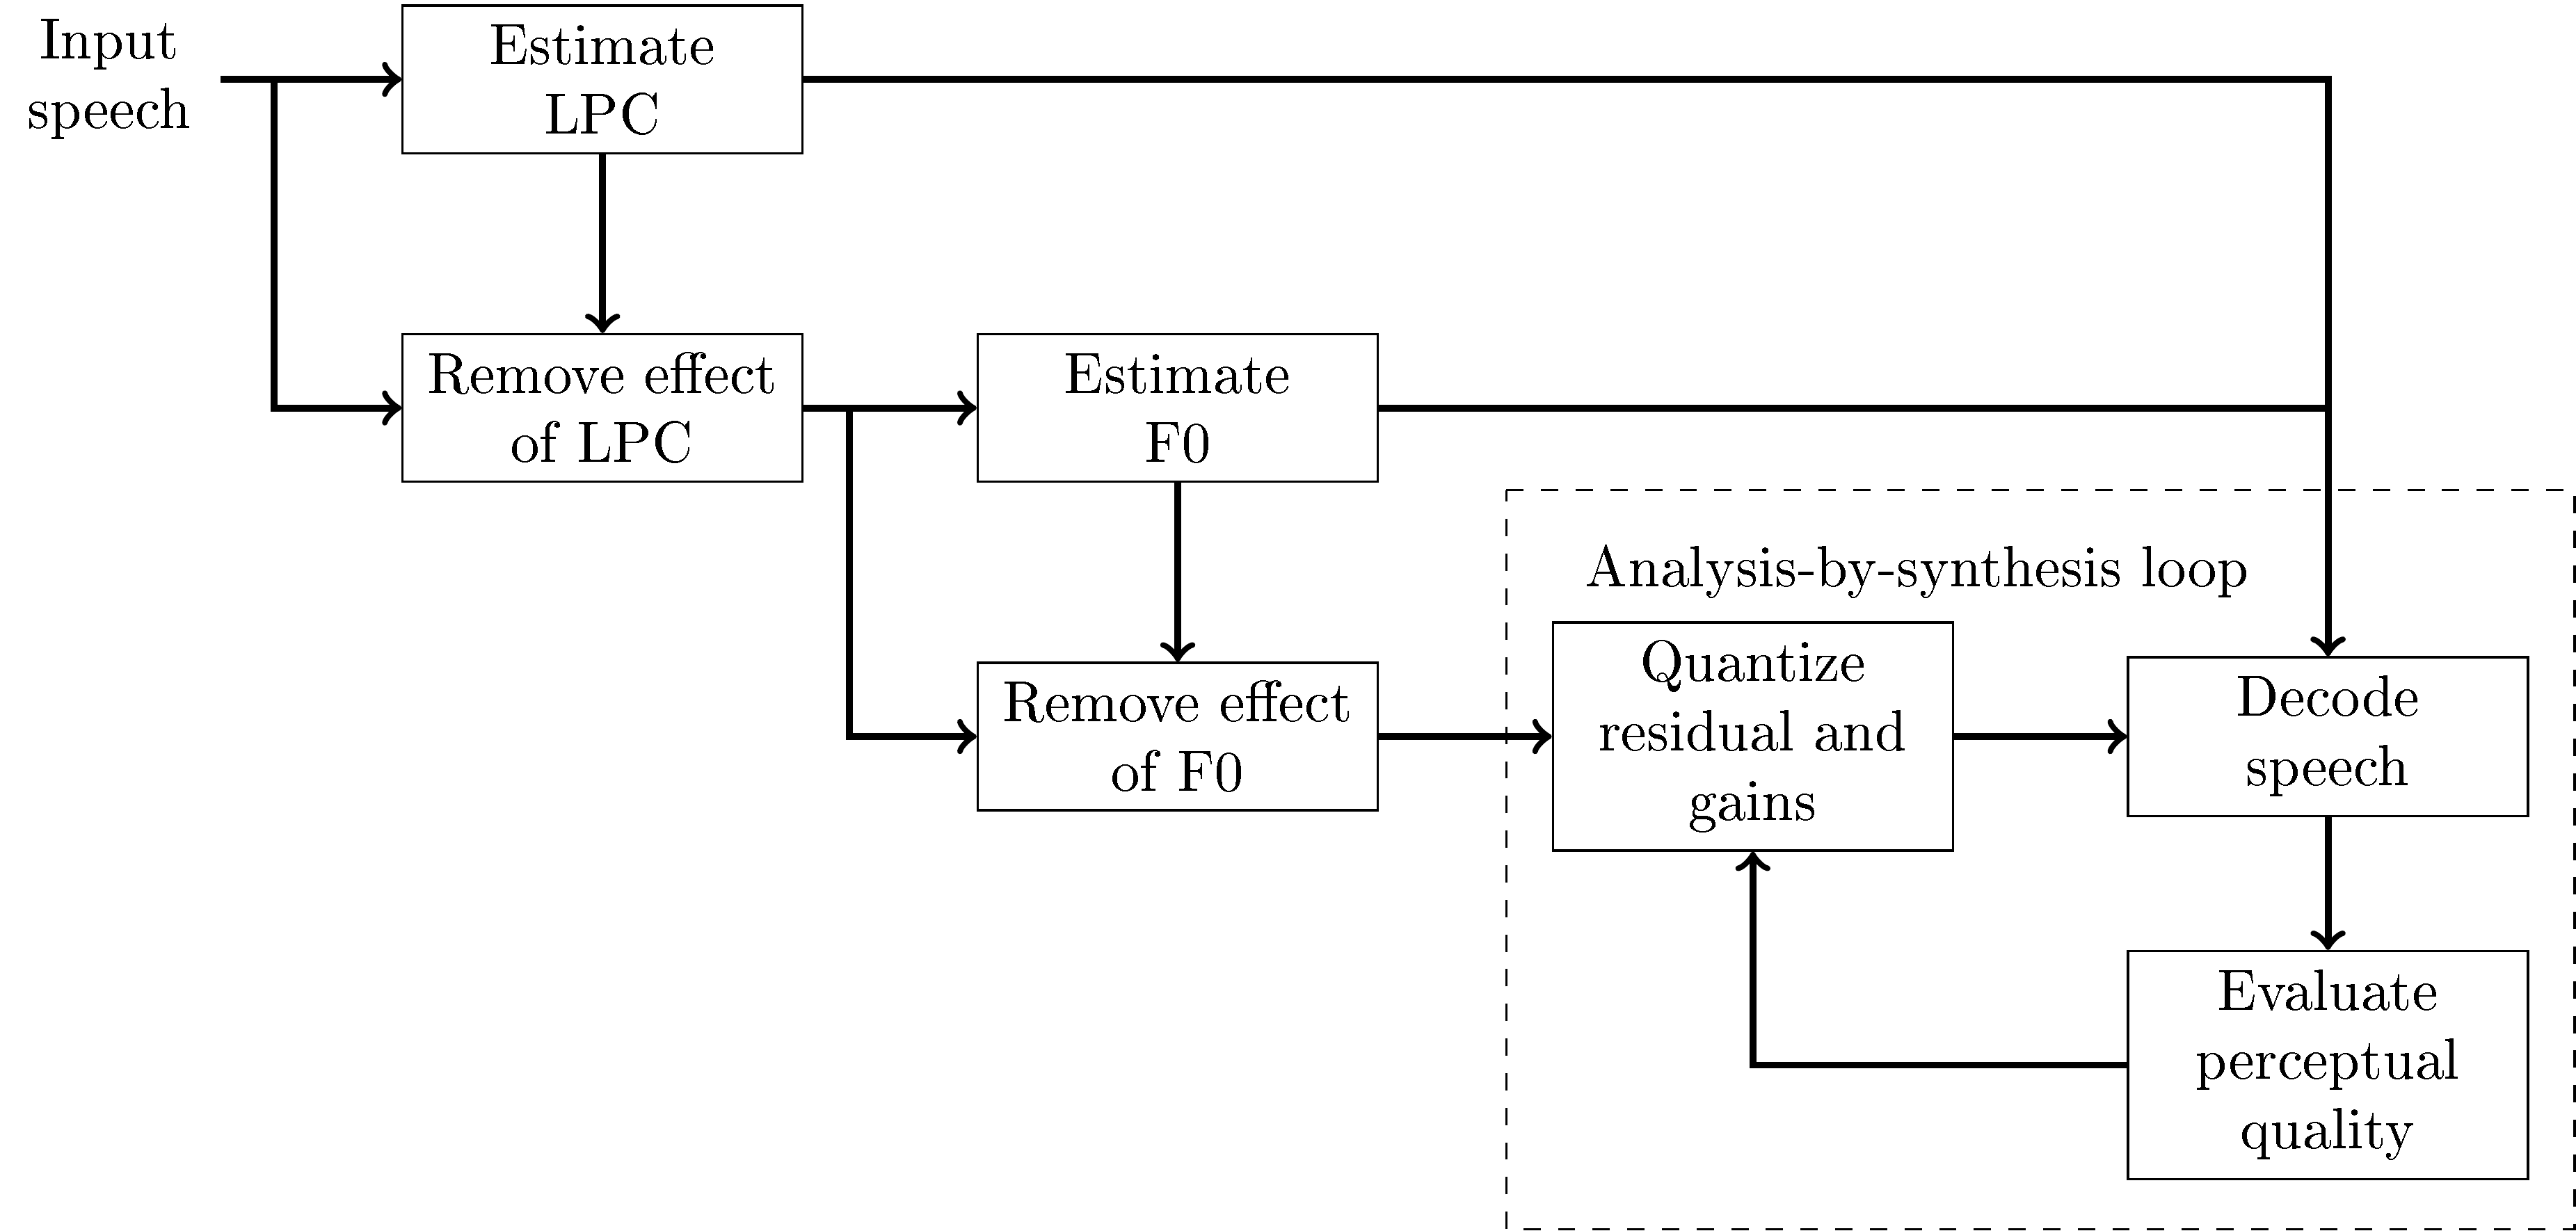 Input
speech
Estimate
LPC
Remove effect
of LPC
Estimate
F0
Remove effect
of F0
Analysis-by-synthesis loop
Quantize
residual and
gains
Decode
speech
Evaluate
perceptual
quality